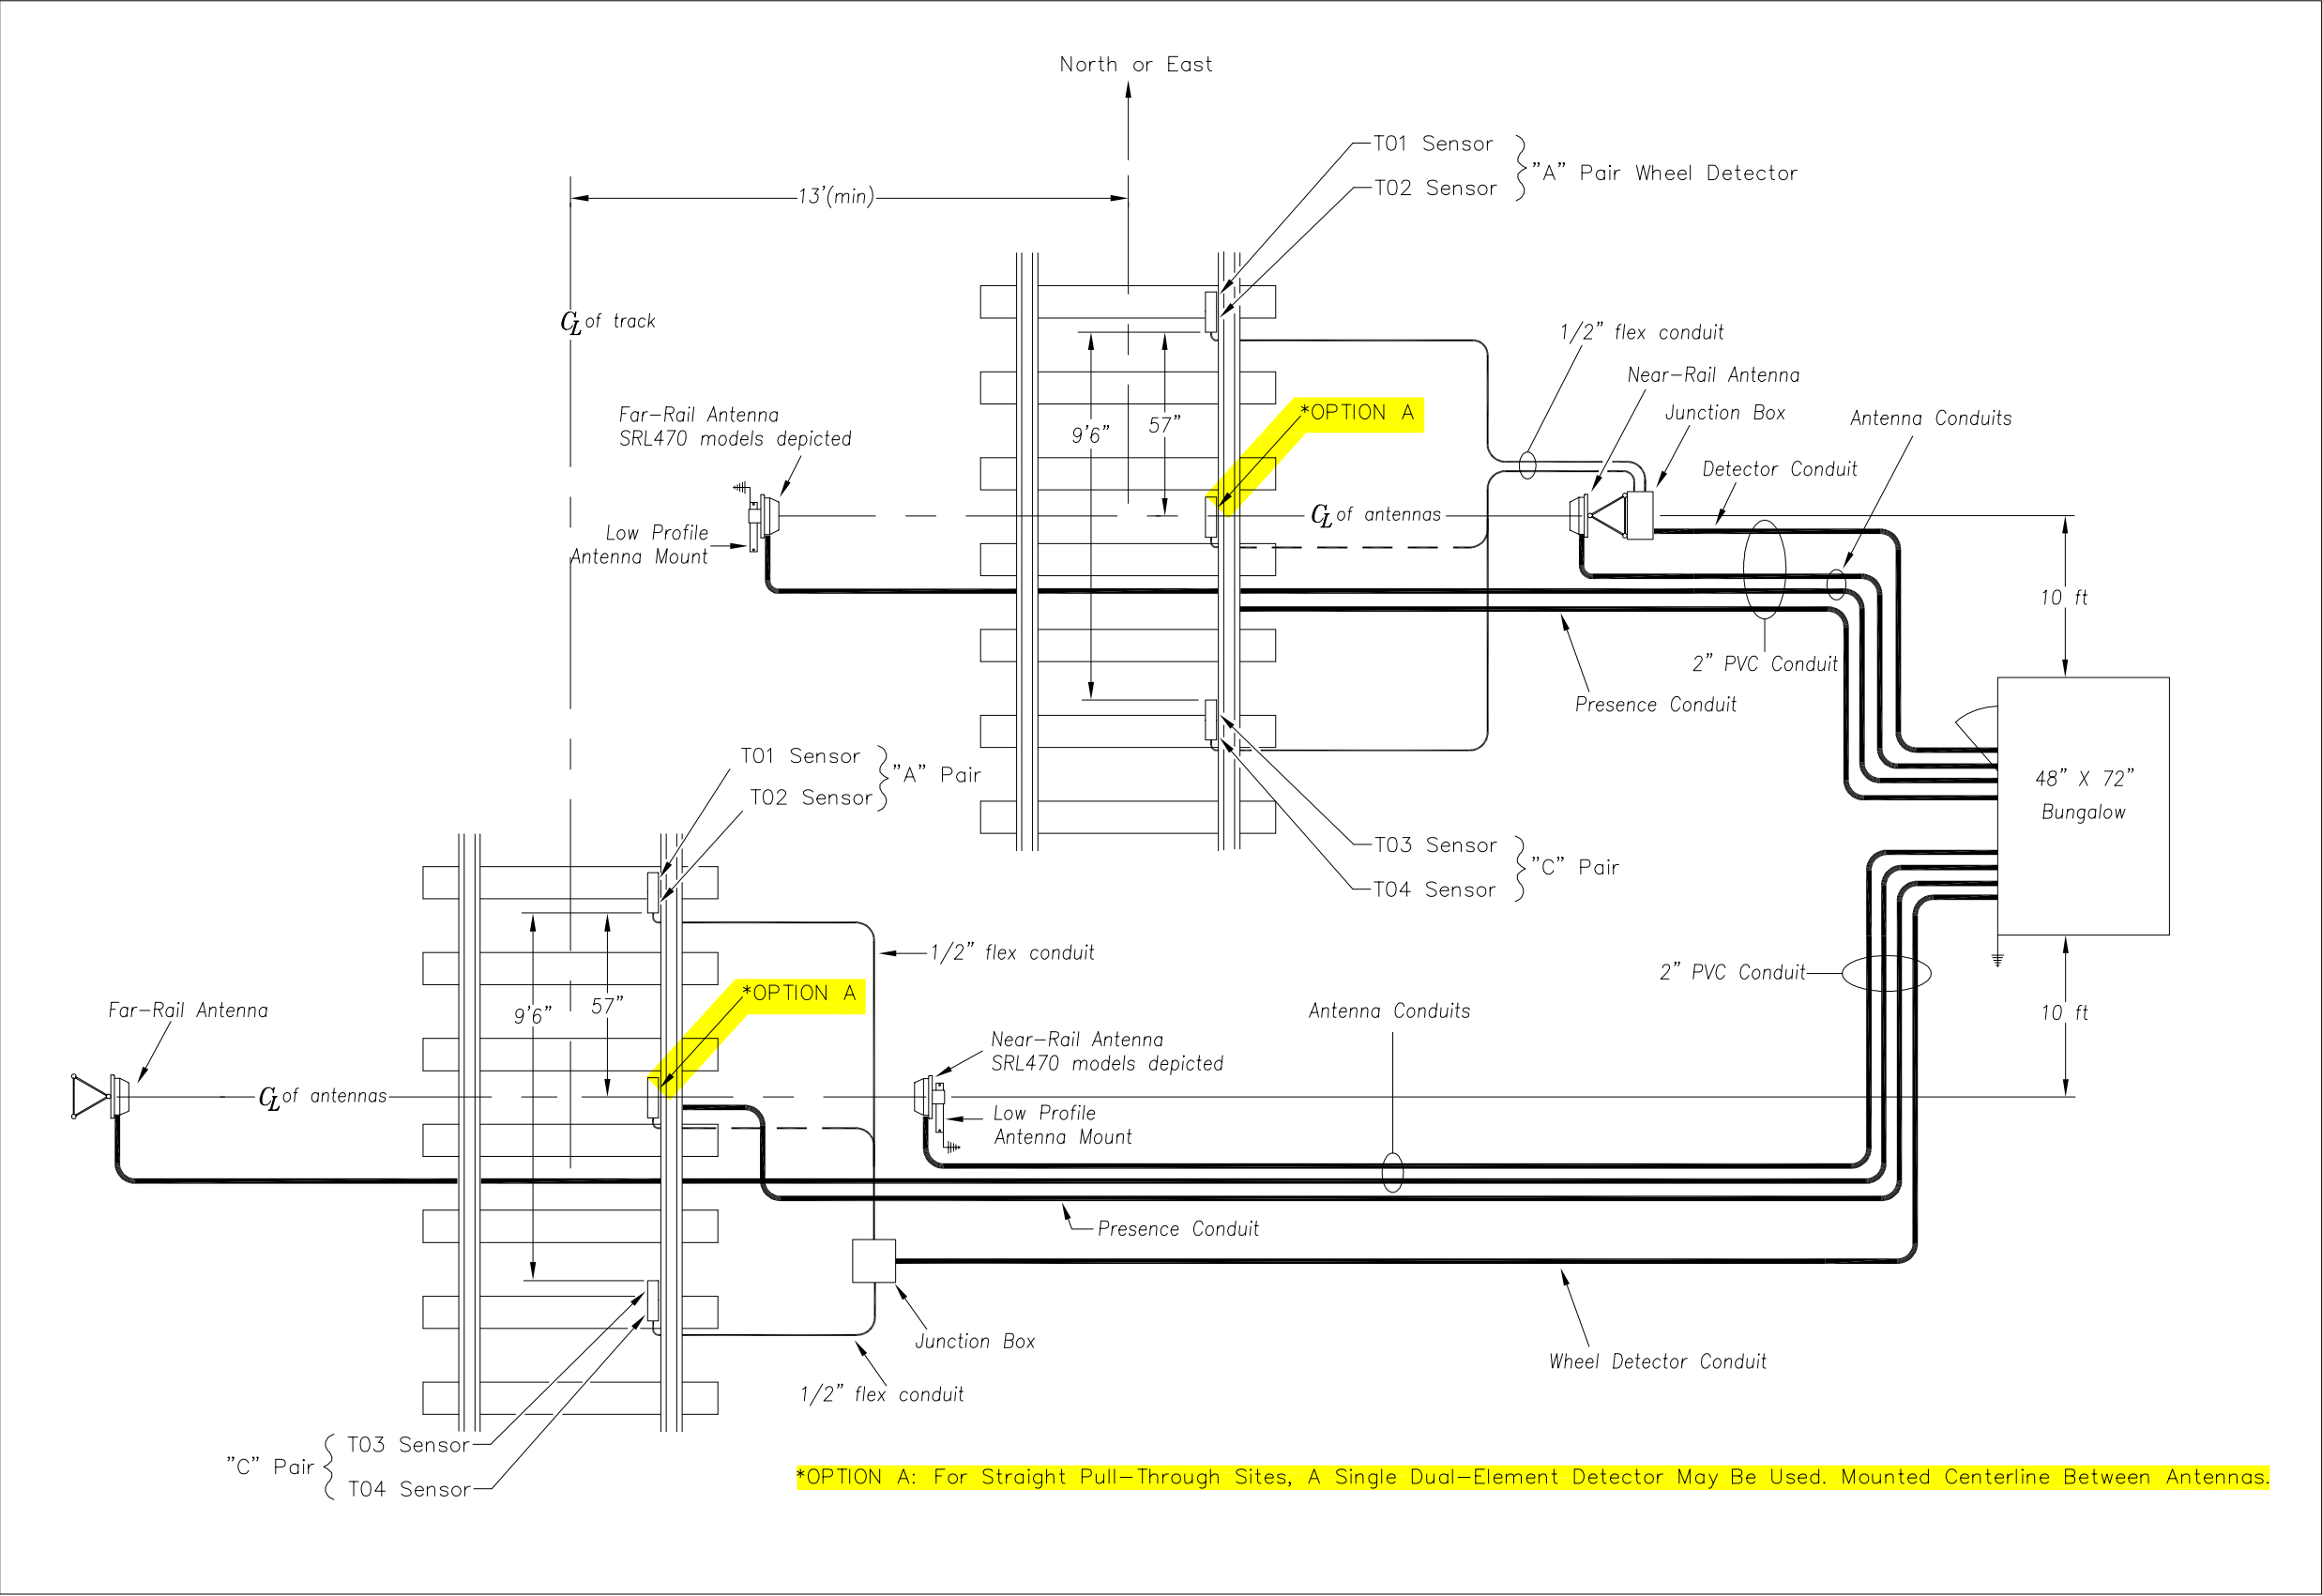 North or East
T01 Sensor
"A" Pair Wheel Detector
T02 Sensor
13'(min)
CL of track
1/2" flex conduit
Near-Rail Antenna
Junction Box
Antenna Conduits
Far-Rail Antenna
SRL470 models depicted
*OPTION A
57"
9'6"
Detector Conduit
CL of antennas
Low Profile
Antenna Mount
10 ft
2" PVC Conduit
Presence Conduit
T01 Sensor
"A" Pair
T02 Sensor
48" X 72"
Bungalow
T03 Sensor
"C" Pair
T04 Sensor
1/2" flex conduit
2" PVC Conduit
*OPTION A
57"
9'6"
Far-Rail Antenna
Antenna Conduits
10 ft
Near-Rail Antenna
SRL470 models depicted
CL of antennas
Low Profile
Antenna Mount
Presence Conduit
Junction Box
Wheel Detector Conduit
1/2" flex conduit
T03 Sensor
"C" Pair
T04 Sensor
*OPTION A: For Straight Pull-Through Sites, A Single Dual-Element Detector May Be Used. Mounted Centerline Between Antennas.